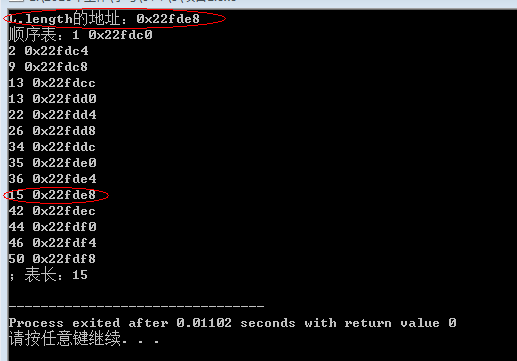 L.length的地址：0x22fde8
顺序表：1 0x22fdc0
2 0x22fdc4
9 0x22fdc8
13 0x22fdcc
13 0x22fdd0
22 0x22fdd4
26 0x22fdd8
34 0x22fddc
35 0x22fde0
36 0x22fde4
15 0x22fde8
42 0x22fdec
44 0x22fdf0
46 0x22fdf4
50 0x22fdf8
；表长：15
--------------------------------
Process exited after 0.01102 seconds with return value 0
请按任意键继续. . .